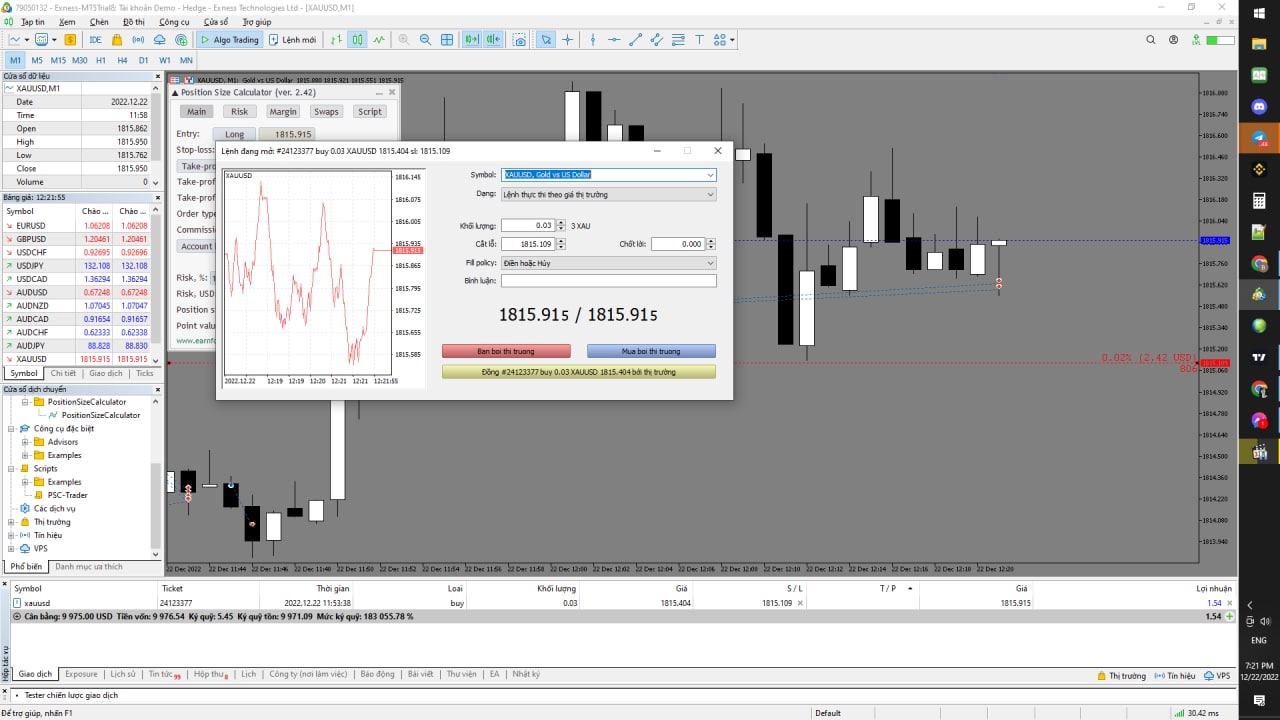 79050132 - Exness-MT5Trial8: Tài khoản Demo - Hedge - Exness Technologies Ltd - [XAUUSD,M1]
Tập tin Xem Chèn Đồ thị Công cụ Cửa sổ Trợ giúp
IDE Algo Trading Lệnh mới
M1 M5 M15 M30 H1 H4 D1 W1 MN
Cửa sổ dữ liệu
XAUUSD,M1
Date 2022.12.22
Time 11:58
Open 1815.862
High 1815.950
Low 1815.762
Close 1815.950
Volume 0
Bảng giá: 12:21:55
Symbol Chào ... Chào ...
EURUSD 1.06208 1.06208
GBPUSD 1.20461 1.20461
USDCHF 0.92695 0.92696
USDJPY 132.108 132.108
USDCAD 1.36294 1.36294
AUDUSD 0.67248 0.67248
AUDNZD 1.07045 1.07047
AUDCAD 0.91654 0.91657
AUDCHF 0.62333 0.62338
AUDJPY 88.828 88.830
XAUUSD 1815.915 1815.915
Symbol Chi tiết Giao dịch Ticks
Cửa sổ dịch chuyển
PositionSizeCalculator
PositionSizeCalculator
Công cụ đặc biệt
Advisors
Examples
Scripts
Examples
PSC-Trader
Các dịch vụ
Thị trường
Tín hiệu
VPS
Phổ biến Danh mục ưa thích
XAUUSD, M1: Gold vs US Dollar 1815.880 1815.921 1815.551 1815.915
Position Size Calculator (ver. 2.42)
Main Risk Margin Swaps Script
Entry: Long 1815.915
Stop-loss:
Take-pro
Take-prof
Take-prof
Order type
Commissi
Account
Risk, %:
Risk, USD:
Position s
Point valu
www.earnfo
Lệnh đang mở: #24123377 buy 0.03 XAUUSD 1815.404 sl: 1815.109
XAUUSD
1816.145
1816.075
1816.005
1815.935
1815.915
1815.865
1815.795
1815.725
1815.655
1815.585
2022.12.22 12:19 12:19 12:20 12:21 12:21 12:21:55
Symbol: XAUUSD, Gold vs US Dollar
Dạng: Lệnh thực thi theo giá thị trường
Khối lượng: 0.03 3 XAU
Cắt lỗ: 1815.109 Chốt lời: 0.000
Fill policy: Điền hoặc Hủy
Bình luận:
1815.915 / 1815.915
Ban boi thi truong Mua boi thi truong
Đóng #24123377 buy 0.03 XAUUSD 1815.404 bởi thị trường
1816.880
1816.740
1816.600
1816.460
1816.320
1816.180
1816.040
1815.915
1815.760
1815.620
1815.480
1815.340
1815.200
0.02% (2.42 USD)
806
1815.109
1815.060
1814.920
1814.780
1814.640
1814.500
1814.360
1814.220
1814.080
1813.940
22 Dec 2022 22 Dec 11:44 22 Dec 11:46 22 Dec 11:48 22 Dec 11:50 22 Dec 11:52 22 Dec 11:54 22 Dec 11:56 22 Dec 11:58 22 Dec 12:00 22 Dec 12:02 22 Dec 12:04 22 Dec 12:06 22 Dec 12:08 22 Dec 12:10 22 Dec 12:12 22 Dec 12:14 22 Dec 12:16 22 Dec 12:18 22 Dec 12:20
Symbol Ticket Thời gian Loại Khối lượng Giá S / L T / P Giá Lợi nhuận
xauusd 24123377 2022.12.22 11:53:38 buy 0.03 1815.404 1815.109 1815.915 1.54
Cân bằng: 9 975.00 USD Tiền vốn: 9 976.54 Ký quỹ: 5.45 Ký quỹ tồn: 9 971.09 Mức ký quỹ: 183 055.78 % 1.54
Giao dịch Exposure Lịch sử Tin tức 99 Hộp thư 8 Lịch Công ty (nơi làm việc) Báo động Bài viết Thư viện EA Nhật ký
Thị trường Tín hiệu VPS
Hộp tác vụ
Tester chiến lược giao dịch
Để trợ giúp, nhấn F1 Default 30.42 ms
ENG
7:21 PM
12/22/2022